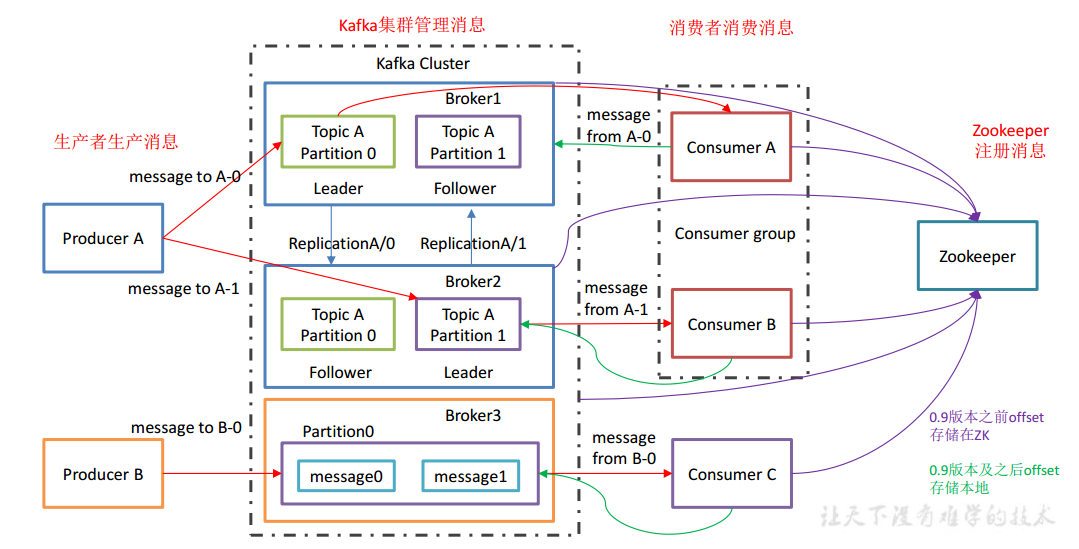 Kafka集群管理消息
消费者消费消息
Kafka Cluster
Broker1
Topic A
Partition 0
Topic A
Partition 1
Leader
Follower
生产者生产消息
message to A-0
Producer A
message to A-1
ReplicationA/0
ReplicationA/1
Broker2
Topic A
Partition 0
Topic A
Partition 1
Follower
Leader
message to B-0
Producer B
Broker3
Partition0
message0
message1
message
from A-0
Consumer A
Consumer group
message
from A-1
Consumer B
message
from B-0
Consumer C
Zookeeper
注册消息
Zookeeper
0.9版本之前offset
存储在ZK
0.9版本及之后offset
存储本地
让天下没有难学的技术